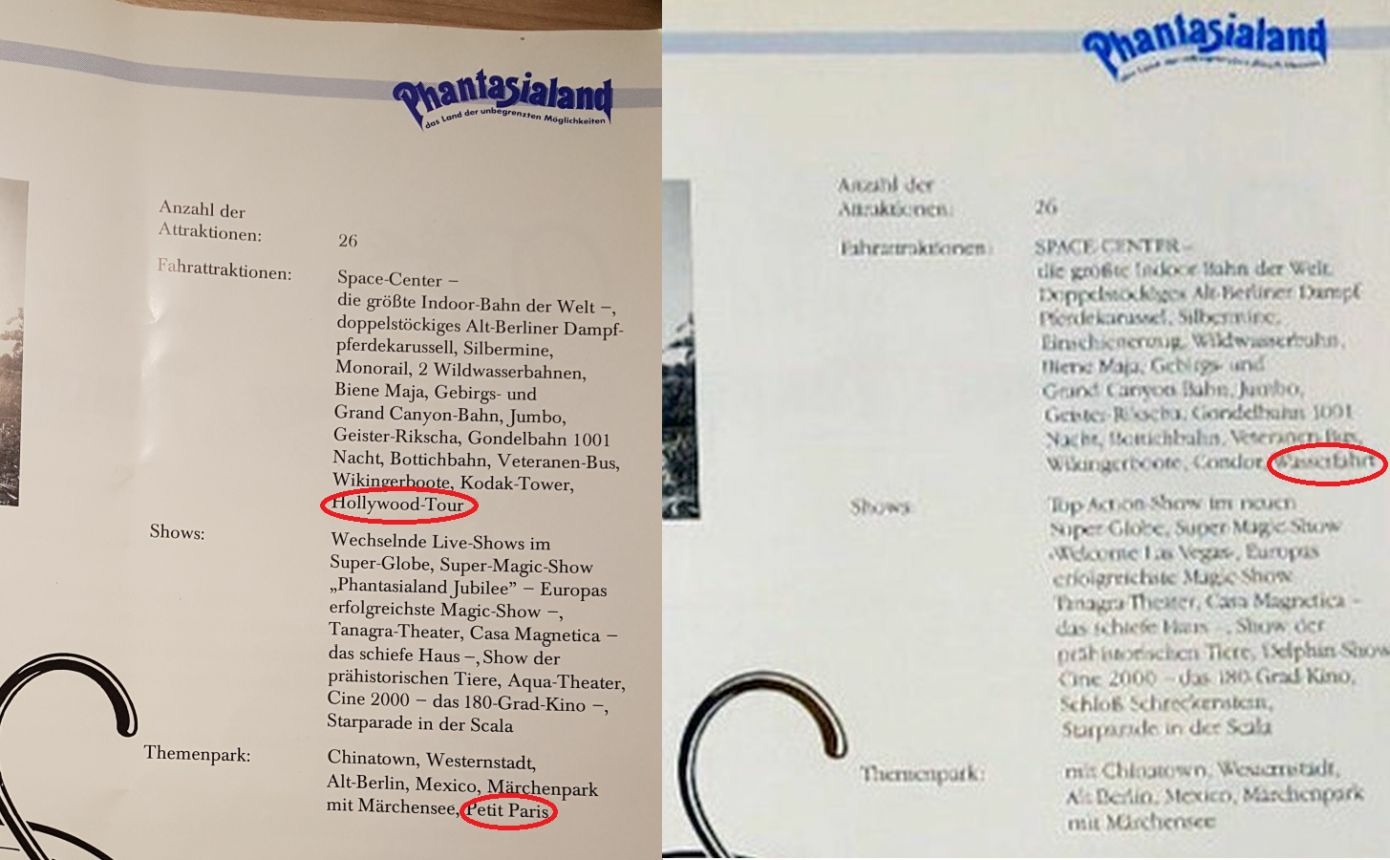 Phantasialand
das Land der unbegrenzten Möglichkeiten
Anzahl der
Attraktionen:
26
Fahrattraktionen:
Space-Center –
die größte Indoor-Bahn der Welt –,
doppelstöckiges Alt-Berliner Dampf-
pferdekarussell, Silbermine,
Monorail, 2 Wildwasserbahnen,
Biene Maja, Gebirgs- und
Grand Canyon-Bahn, Jumbo,
Geister-Rikscha, Gondelbahn 1001
Nacht, Bottichbahn, Veteranen-Bus,
Wikingerboote, Kodak-Tower,
Hollywood-Tour
Shows:
Wechselnde Live-Shows im
Super-Globe, Super-Magic-Show
„Phantasialand Jubilee” – Europas
erfolgreichste Magic-Show –,
Tanagra-Theater, Casa Magnetica –
das schiefe Haus –, Show der
prähistorischen Tiere, Aqua-Theater,
Cine 2000 – das 180-Grad-Kino –,
Starparade in der Scala
Themenpark:
Chinatown, Westernstadt,
Alt-Berlin, Mexico, Märchenpark
mit Märchensee, Petit Paris
Phantasialand
Anzahl der
Attraktionen:
26
Fahrattraktionen:
SPACE CENTER –
die größte Indoor Bahn der Welt,
Doppelstöckiges Alt-Berliner Dampf
Pferdekarussel, Silbermine,
Einschienenzug, Wildwasserbahn,
Biene Maja, Gebirgs- und
Grand Canyon Bahn, Jumbo,
Geister-Rikscha, Gondelbahn 1001
Nacht, Bottichbahn, Veteranen Bus,
Wikingerboote, Condor, Wasserfahrt
Shows:
Top Action-Show im neuen
Super Globe, Super Magic Show
-Welcome Las Vegas-, Europas
erfolgreichste Magic Show
Tanagra Theater, Casa Magnetica –
das schiefe Haus –, Show der
prähistorischen Tiere, Delphin Show
Cine 2000 – das 180 Grad Kino,
Schloß Schreckenstein,
Starparade in der Scala
Themenpark:
mit Chinatown, Westernstadt,
Alt Berlin, Mexico, Märchenpark
mit Märchensee